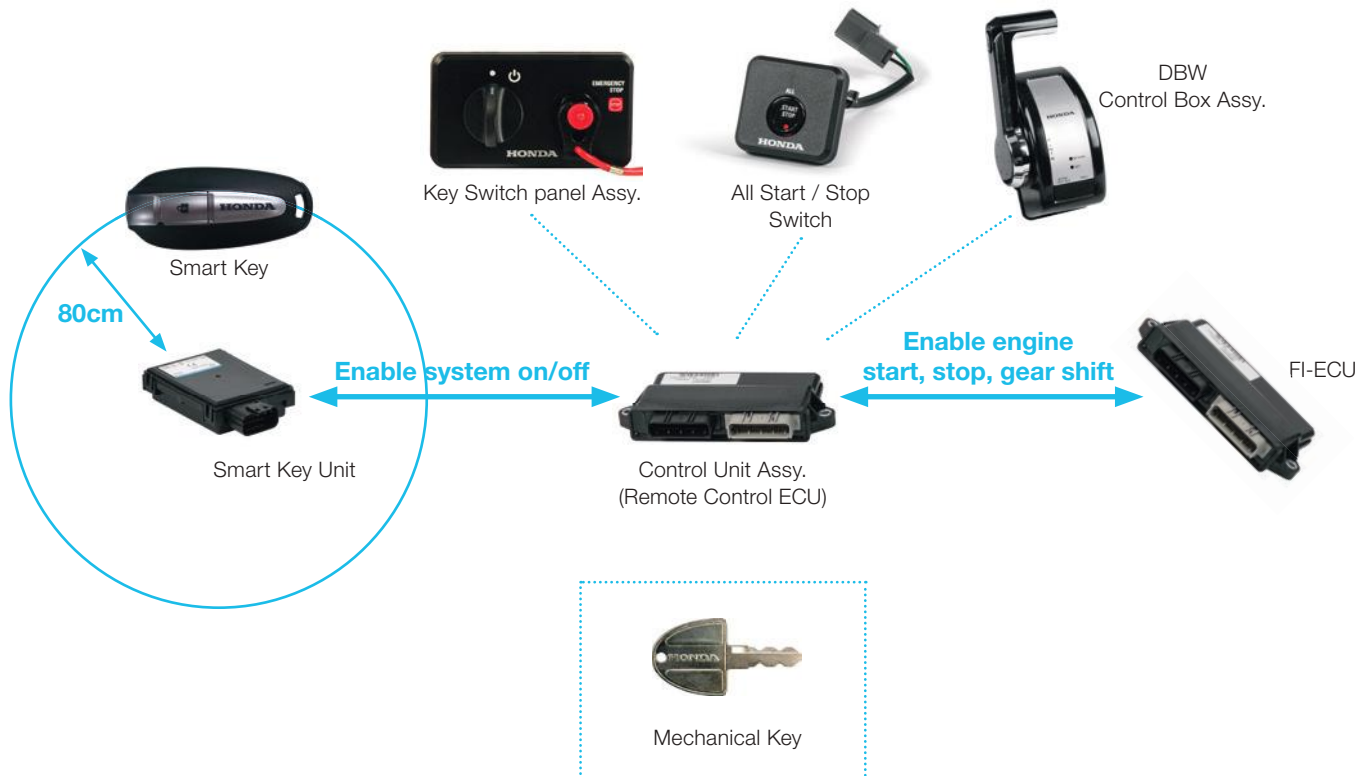 EMERGENCY
STOP
HONDA
ALL
START
STOP
HONDA
HONDA
DBW
Control Box Assy.
Key Switch panel Assy.
All Start / Stop
Switch
HONDA
Smart Key
80cm
Enable system on/off
Enable engine
start, stop, gear shift
FI-ECU
Smart Key Unit
Control Unit Assy.
(Remote Control ECU)
HONDA
Mechanical Key